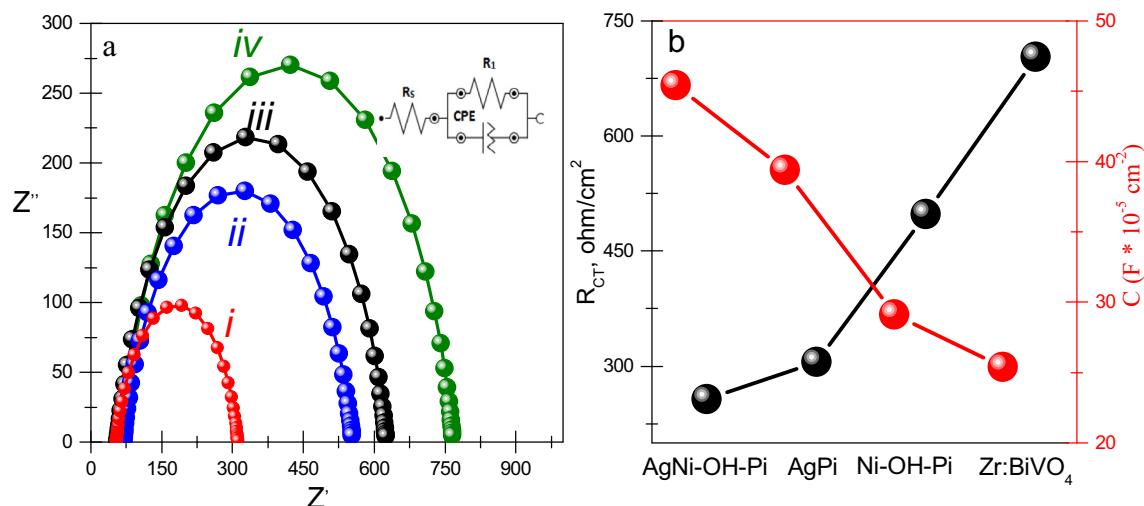 a
300
250
200
150
100
50
0
Z''
iv
iii
ii
i
R₁
Rₛ
CPE
0 150 300 450 600 750 900
Z'
b
750
600
450
300
R_CT, ohm/cm²
50
40
30
20
C (F * 10⁻⁵ cm⁻²)
AgNi-OH-Pi AgPi Ni-OH-Pi Zr:BiVO₄